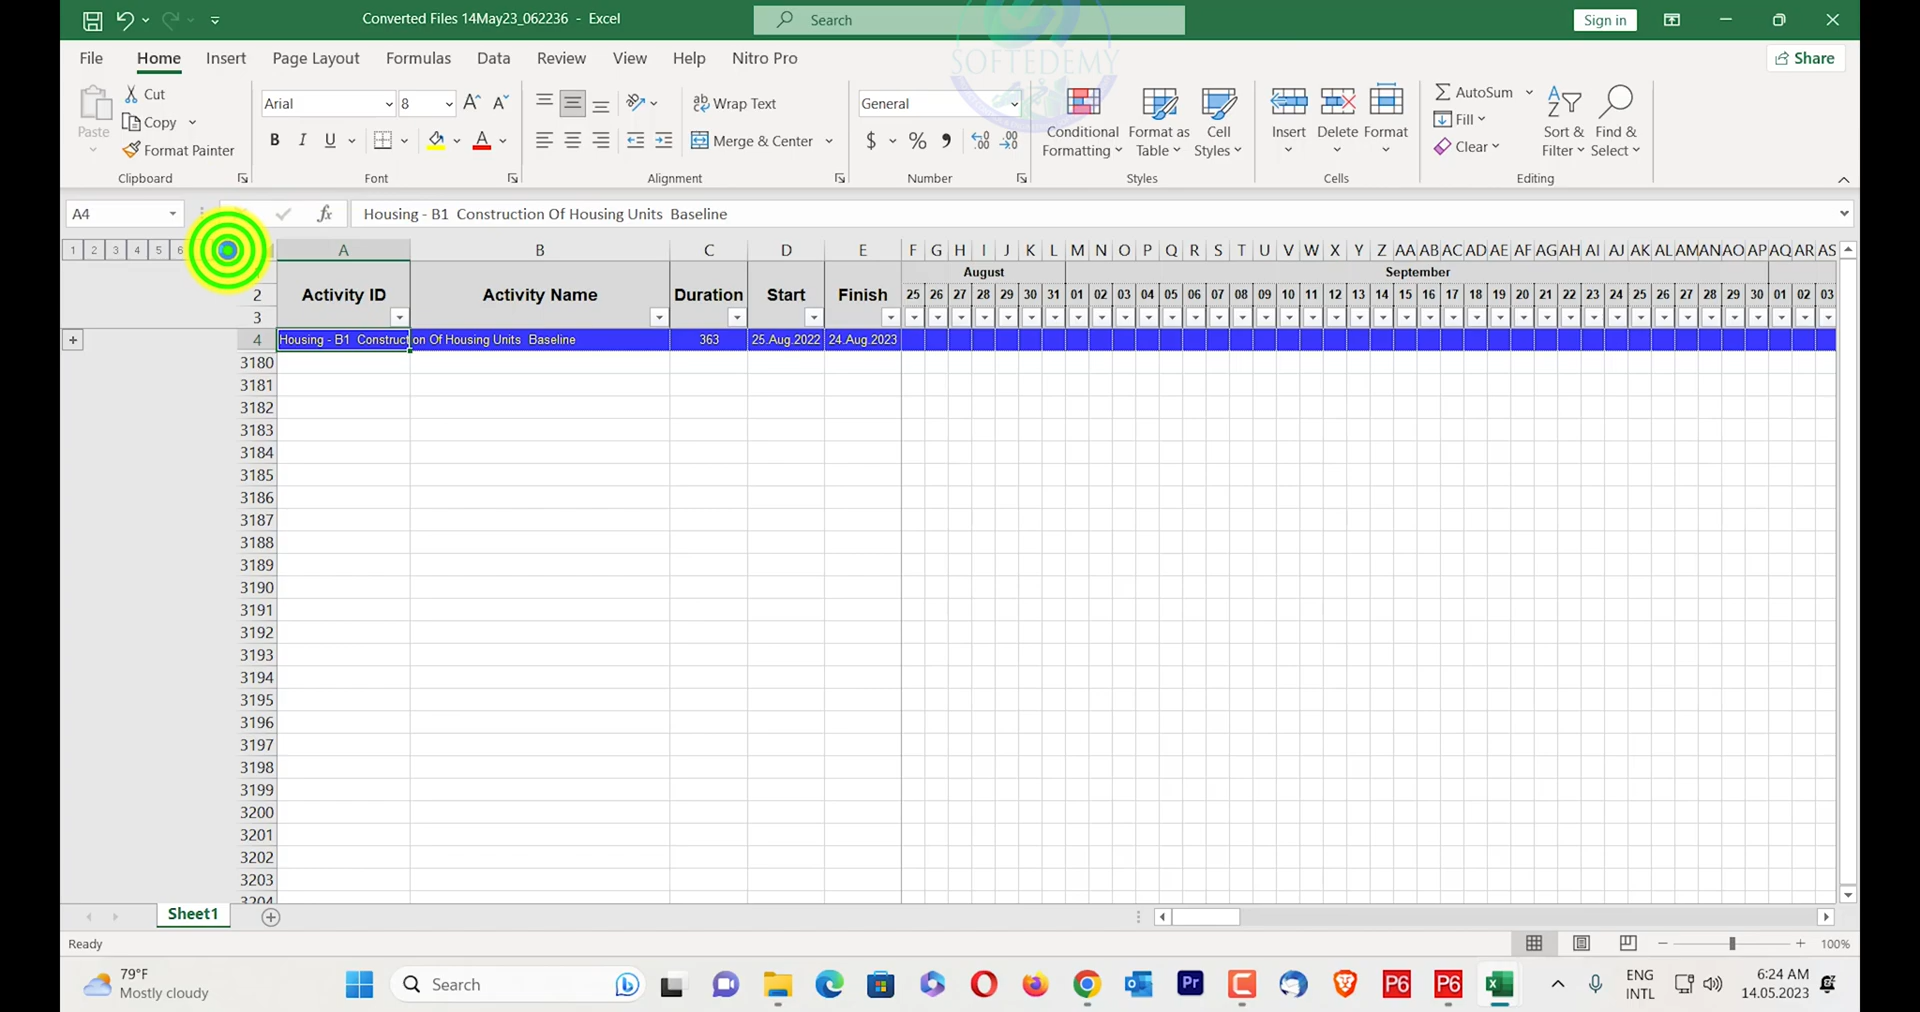 Converted Files 14May23_062236 - Excel
Search
Sign in
SOFTEDEMY
File Home Insert Page Layout Formulas Data Review View Help Nitro Pro
Share
Paste
Cut
Copy
Format Painter
Clipboard
Arial 8
B I U A
Font
Wrap Text
Merge & Center
Alignment
General
$ % 9
Number
Conditional Formatting
Format as Table
Cell Styles
Styles
Insert Delete Format
Cells
AutoSum
Fill
Clear
Sort & Filter
Find & Select
Editing
A4 fx Housing - B1 Construction Of Housing Units Baseline
1 2 3 4 5 6
A B C D E F G H I J K L M N O P Q R S T U V W X Y Z AA AB AC AD AE AF AG AH AI AJ AK AL AM AN AO AP AQ AR AS
August September
2 Activity ID Activity Name Duration Start Finish 25 26 27 28 29 30 31 01 02 03 04 05 06 07 08 09 10 11 12 13 14 15 16 17 18 19 20 21 22 23 24 25 26 27 28 29 30 01 02 03
3
4 Housing - B1 Construction Of Housing Units Baseline 363 25.Aug.2022 24.Aug.2023
3180
3181
3182
3183
3184
3185
3186
3187
3188
3189
3190
3191
3192
3193
3194
3195
3196
3197
3198
3199
3200
3201
3202
3203
3204
Sheet1
Ready
100%
79°F
Mostly cloudy
Search
Pr
P6
P6
ENG
INTL
6:24 AM
14.05.2023